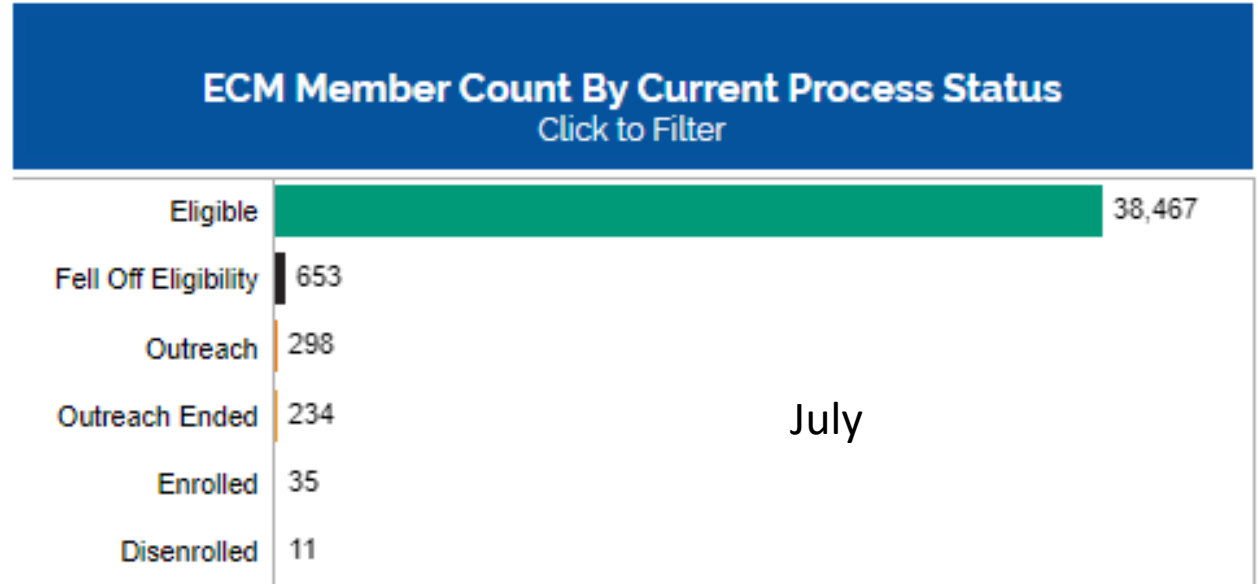 ECM Member Count By Current Process Status
Click to Filter
Eligible 38,467
Fell Off Eligibility 653
Outreach 298
Outreach Ended 234
July
Enrolled 35
Disenrolled 11